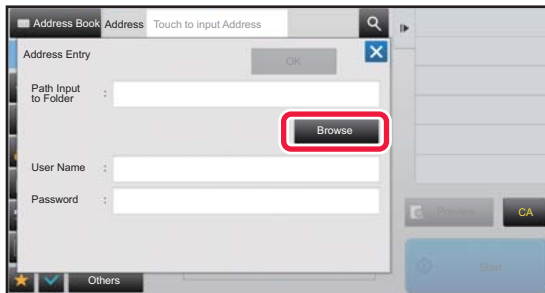 Address Book Address Touch to input Address
Address Entry OK
Path Input
to Folder :
Browse
User Name :
Password :
Preview CA
Start
Others